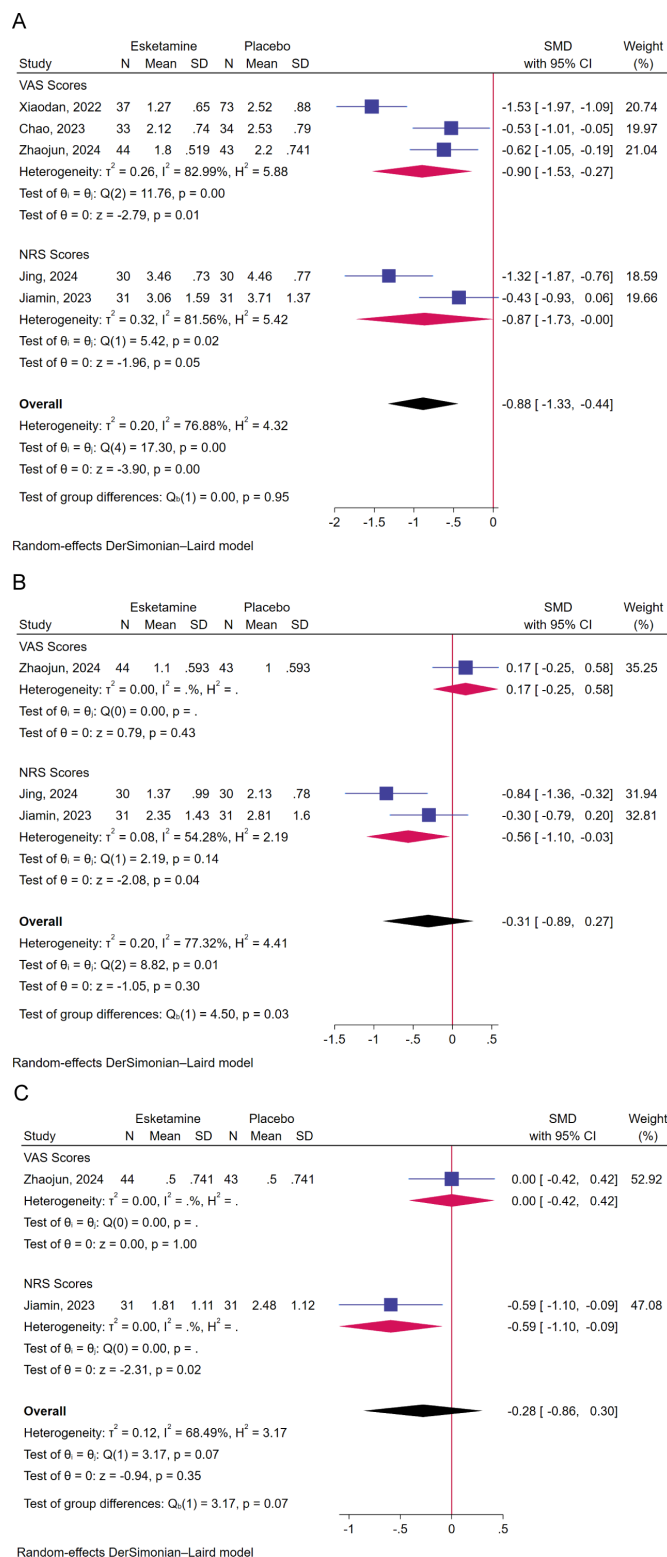 A
Esketamine Placebo SMD Weight
Study N Mean SD N Mean SD with 95% CI (%)
VAS Scores
Xiaodan, 2022 37 1.27 .65 73 2.52 .88 -1.53 [ -1.97, -1.09] 20.74
Chao, 2023 33 2.12 .74 34 2.53 .79 -0.53 [ -1.01, -0.05] 19.97
Zhaojun, 2024 44 1.8 .519 43 2.2 .741 -0.62 [ -1.05, -0.19] 21.04
Heterogeneity: τ² = 0.26, I² = 82.99%, H² = 5.88 -0.90 [ -1.53, -0.27]
Test of θᵢ = θⱼ: Q(2) = 11.76, p = 0.00
Test of θ = 0: z = -2.79, p = 0.01
NRS Scores
Jing, 2024 30 3.46 .73 30 4.46 .77 -1.32 [ -1.87, -0.76] 18.59
Jiamin, 2023 31 3.06 1.59 31 3.71 1.37 -0.43 [ -0.93, 0.06] 19.66
Heterogeneity: τ² = 0.32, I² = 81.56%, H² = 5.42 -0.87 [ -1.73, -0.00]
Test of θᵢ = θⱼ: Q(1) = 5.42, p = 0.02
Test of θ = 0: z = -1.96, p = 0.05
Overall -0.88 [ -1.33, -0.44]
Heterogeneity: τ² = 0.20, I² = 76.88%, H² = 4.32
Test of θᵢ = θⱼ: Q(4) = 17.30, p = 0.00
Test of θ = 0: z = -3.90, p = 0.00
Test of group differences: Q_b(1) = 0.00, p = 0.95
-2 -1.5 -1 -.5 0
Random-effects DerSimonian–Laird model
B
Esketamine Placebo SMD Weight
Study N Mean SD N Mean SD with 95% CI (%)
VAS Scores
Zhaojun, 2024 44 1.1 .593 43 1 .593 0.17 [ -0.25, 0.58] 35.25
Heterogeneity: τ² = 0.00, I² = .%, H² = . 0.17 [ -0.25, 0.58]
Test of θᵢ = θⱼ: Q(0) = 0.00, p = .
Test of θ = 0: z = 0.79, p = 0.43
NRS Scores
Jing, 2024 30 1.37 .99 30 2.13 .78 -0.84 [ -1.36, -0.32] 31.94
Jiamin, 2023 31 2.35 1.43 31 2.81 1.6 -0.30 [ -0.79, 0.20] 32.81
Heterogeneity: τ² = 0.08, I² = 54.28%, H² = 2.19 -0.56 [ -1.10, -0.03]
Test of θᵢ = θⱼ: Q(1) = 2.19, p = 0.14
Test of θ = 0: z = -2.08, p = 0.04
Overall -0.31 [ -0.89, 0.27]
Heterogeneity: τ² = 0.20, I² = 77.32%, H² = 4.41
Test of θᵢ = θⱼ: Q(2) = 8.82, p = 0.01
Test of θ = 0: z = -1.05, p = 0.30
Test of group differences: Q_b(1) = 4.50, p = 0.03
-1.5 -1 -.5 0 .5
Random-effects DerSimonian–Laird model
C
Esketamine Placebo SMD Weight
Study N Mean SD N Mean SD with 95% CI (%)
VAS Scores
Zhaojun, 2024 44 .5 .741 43 .5 .741 0.00 [ -0.42, 0.42] 52.92
Heterogeneity: τ² = 0.00, I² = .%, H² = . 0.00 [ -0.42, 0.42]
Test of θᵢ = θⱼ: Q(0) = 0.00, p = .
Test of θ = 0: z = 0.00, p = 1.00
NRS Scores
Jiamin, 2023 31 1.81 1.11 31 2.48 1.12 -0.59 [ -1.10, -0.09] 47.08
Heterogeneity: τ² = 0.00, I² = .%, H² = . -0.59 [ -1.10, -0.09]
Test of θᵢ = θⱼ: Q(0) = 0.00, p = .
Test of θ = 0: z = -2.31, p = 0.02
Overall -0.28 [ -0.86, 0.30]
Heterogeneity: τ² = 0.12, I² = 68.49%, H² = 3.17
Test of θᵢ = θⱼ: Q(1) = 3.17, p = 0.07
Test of θ = 0: z = -0.94, p = 0.35
Test of group differences: Q_b(1) = 3.17, p = 0.07
-1 -.5 0 .5
Random-effects DerSimonian–Laird model